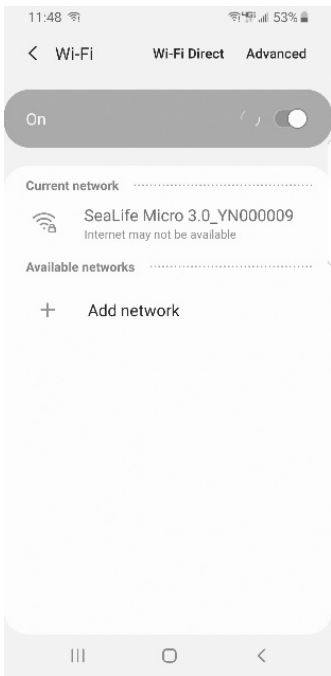 11:48 53%
Wi-Fi Wi-Fi Direct Advanced
On
Current network
SeaLife Micro 3.0_YN000009
Internet may not be available
Available networks
+ Add network